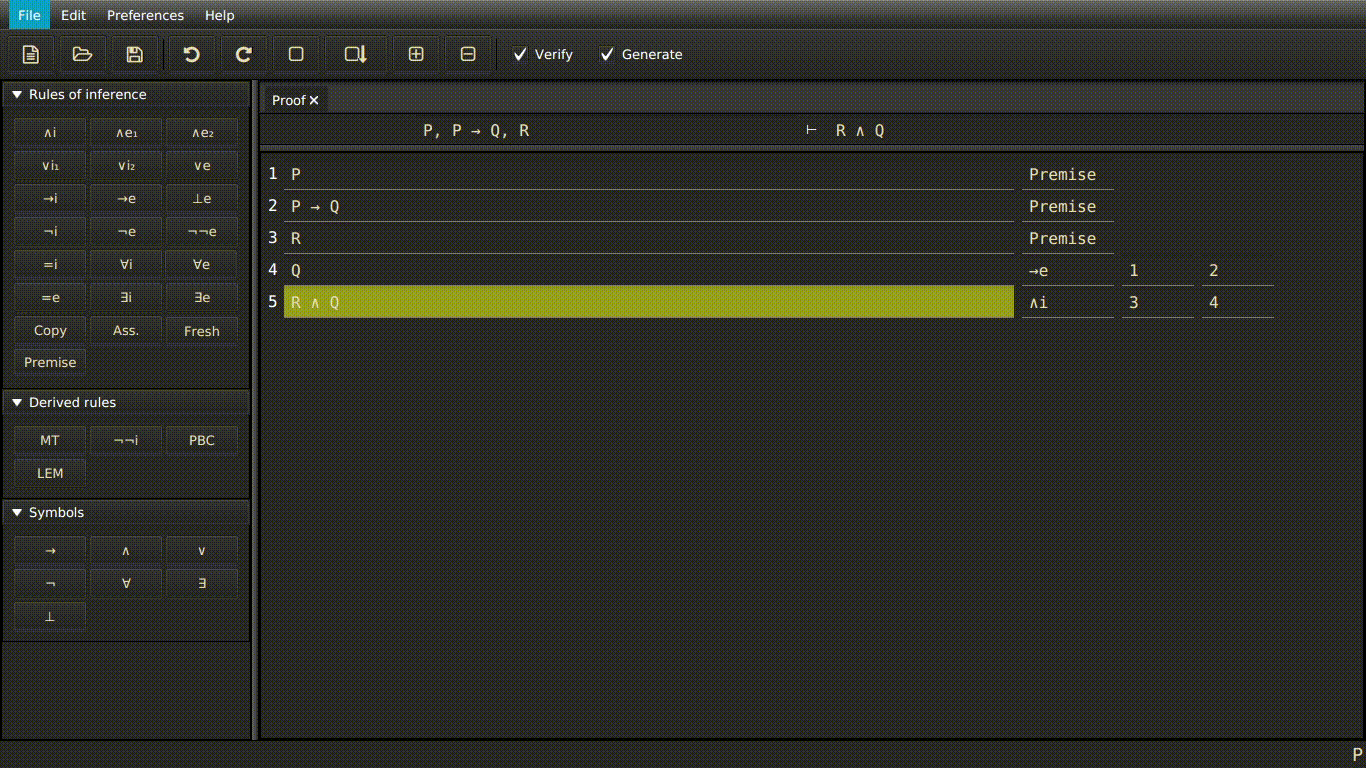 File Edit Preferences Help
Verify Generate
Rules of inference
∧i ∧e₁ ∧e₂
∨i₁ ∨i₂ ∨e
→i →e ⊥e
¬i ¬e ¬¬e
=i ∀i ∀e
=e ∃i ∃e
Copy Ass. Fresh
Premise
Derived rules
MT ¬¬i PBC
LEM
Symbols
→ ∧ ∨
¬ ∀ ∃
⊥
Proof
P, P → Q, R ⊢ R ∧ Q
1 P Premise
2 P → Q Premise
3 R Premise
4 Q →e 1 2
5 R ∧ Q ∧i 3 4
P